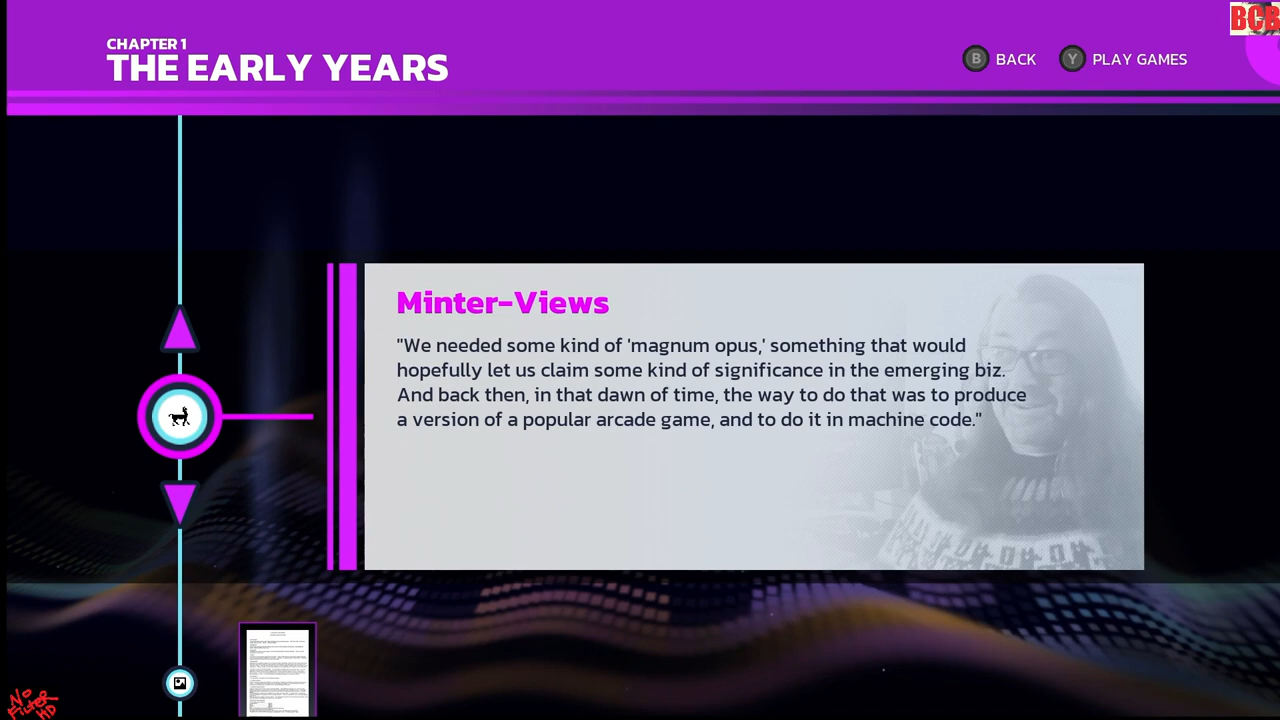 BCB
CHAPTER 1
THE EARLY YEARS
B BACK
Y PLAY GAMES
Minter-Views
"We needed some kind of 'magnum opus,' something that would
hopefully let us claim some kind of significance in the emerging biz.
And back then, in that dawn of time, the way to do that was to produce
a version of a popular arcade game, and to do it in machine code."
No
Filter
HD